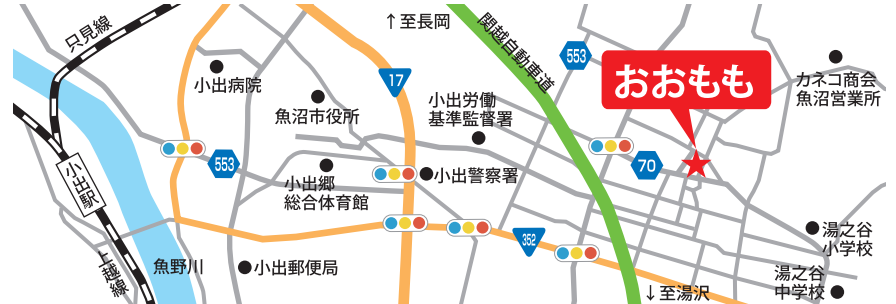 只見線
↑至長岡
関越自動車道
553
おおもも
カネコ商会
魚沼営業所
小出病院
17
魚沼市役所
小出労働
基準監督署
553
70
小出駅
小出郷
総合体育館
小出警察署
352
湯之谷
小学校
上越線
魚野川
小出郵便局
湯之谷
中学校
↓至湯沢